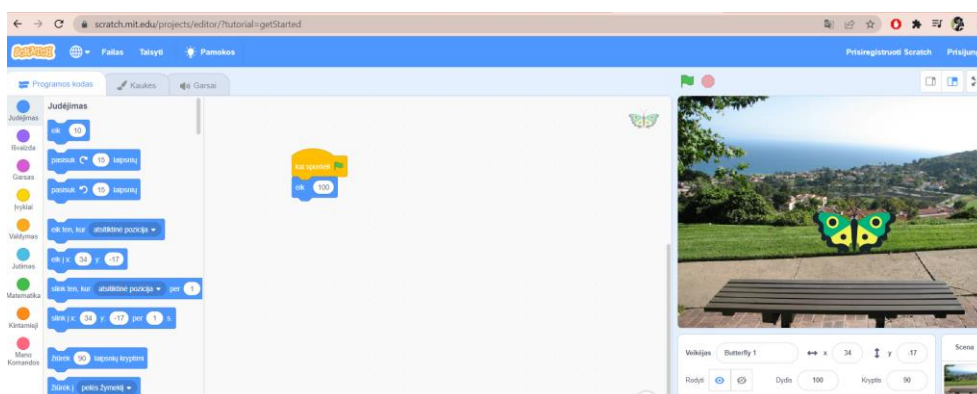 scratch.mit.edu/projects/editor/?tutorial=getStarted
SCRATCH Failas Taisyti Pamokos Prisiregistruoti Scratch Prisijung
Programos kodas Kaukės Garsai
Judėjimas
Judėjimas
Išvaizda
Garsas
Įvykiai
Valdymas
Jutimas
Matematika
Kintamieji
Mano
Komandos
eik 10
pasisuk 15 laipsnių
pasisuk 15 laipsnių
eik ten, kur atsitiktinė pozicija
eik į x: 34 y: -17
slink ten, kur atsitiktinė pozicija per 1
slink į x: 34 y: -17 per 1 s.
žiūrėk 90 laipsnių kryptimi
žiūrėk į pelės žymeklį
kai spusteli
eik 100
Veikėjas Butterfly 1 x 34 y -17
Rodyti Dydis 100 Kryptis 90
Scena